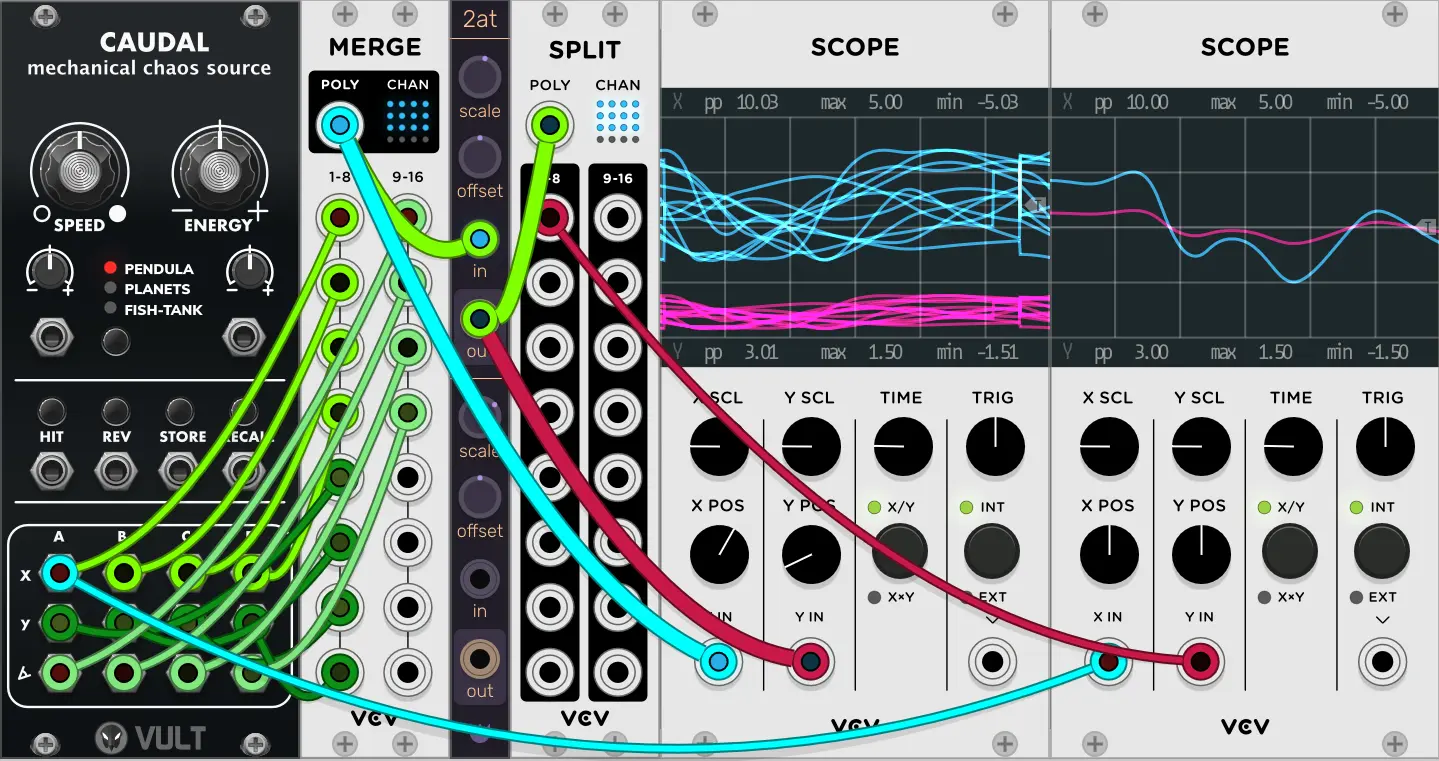 CAUDAL
mechanical chaos source
SPEED
ENERGY
- +
- +
PENDULA
PLANETS
FISH-TANK
HIT REV STORE RECALL
A B C
X
y
VULT
MERGE
POLY CHAN
1-8 9-16
VCV
2at
scale
offset
in
out
scale
offset
in
out
SPLIT
POLY CHAN
-8 9-16
VCV
SCOPE
X pp 10.03 max 5.00 min -5.03
T
Y pp 3.01 max 1.50 min -1.51
X SCL Y SCL TIME TRIG
X POS Y POS X/Y INT
X×Y EXT
IN Y IN
VCV
SCOPE
X pp 10.00 max 5.00 min -5.00
T
Y pp 3.00 max 1.50 min -1.50
X SCL Y SCL TIME TRIG
X POS Y POS X/Y INT
X×Y EXT
X IN Y IN
VCV